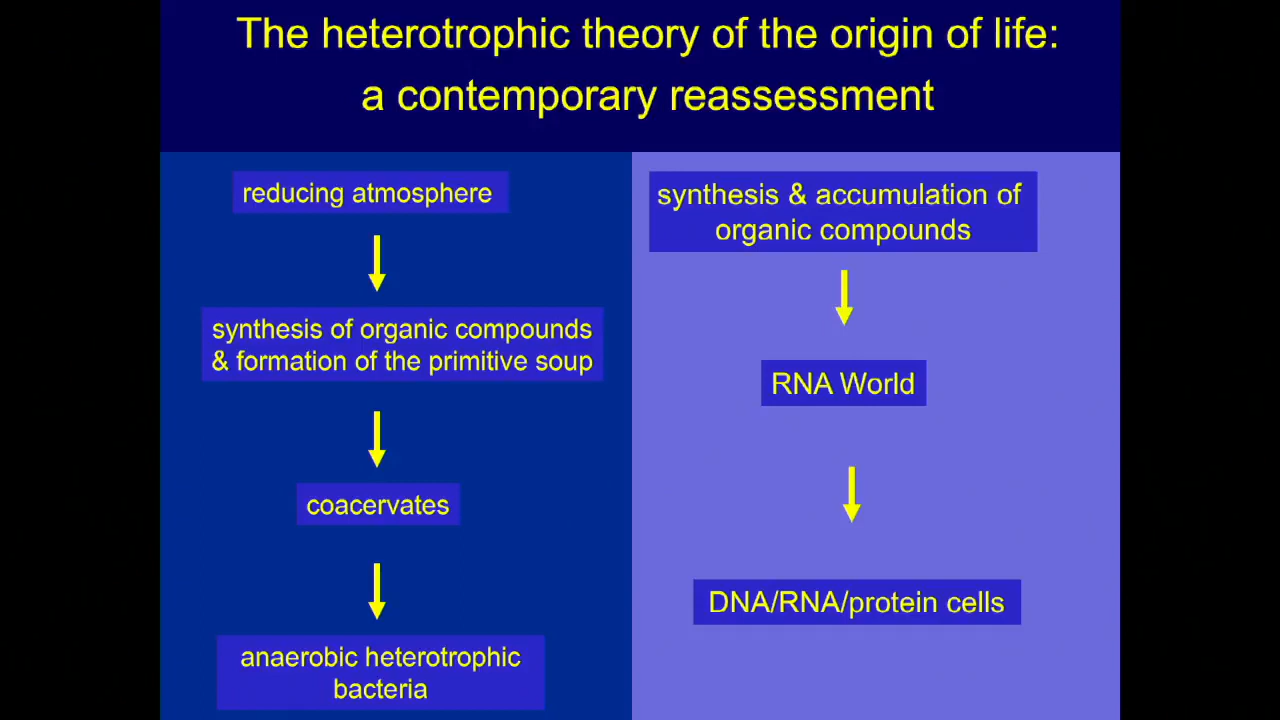 The heterotrophic theory of the origin of life:
a contemporary reassessment
reducing atmosphere
synthesis of organic compounds
& formation of the primitive soup
coacervates
anaerobic heterotrophic
bacteria
synthesis & accumulation of
organic compounds
RNA World
DNA/RNA/protein cells